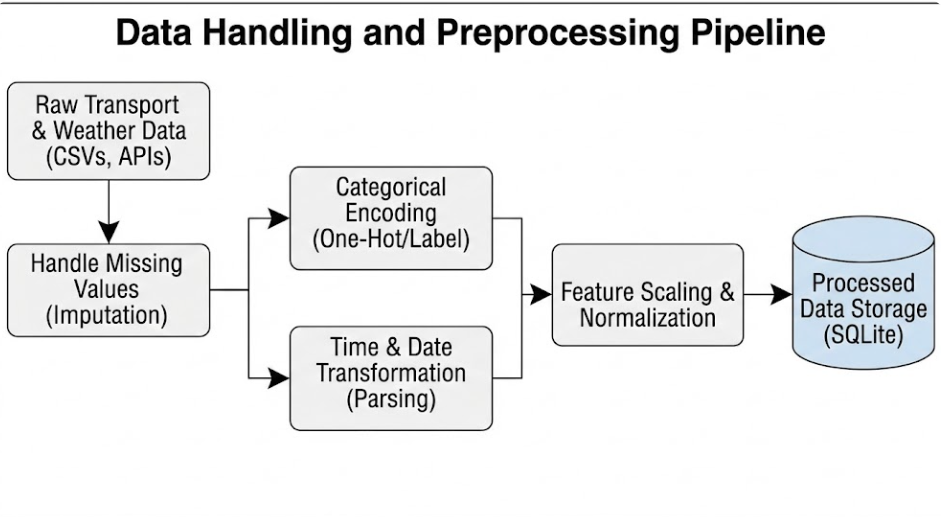 Data Handling and Preprocessing Pipeline
Raw Transport
& Weather Data
(CSVs, APIs)
Handle Missing
Values
(Imputation)
Categorical
Encoding
(One-Hot/Label)
Time & Date
Transformation
(Parsing)
Feature Scaling &
Normalization
Processed
Data Storage
(SQLite)